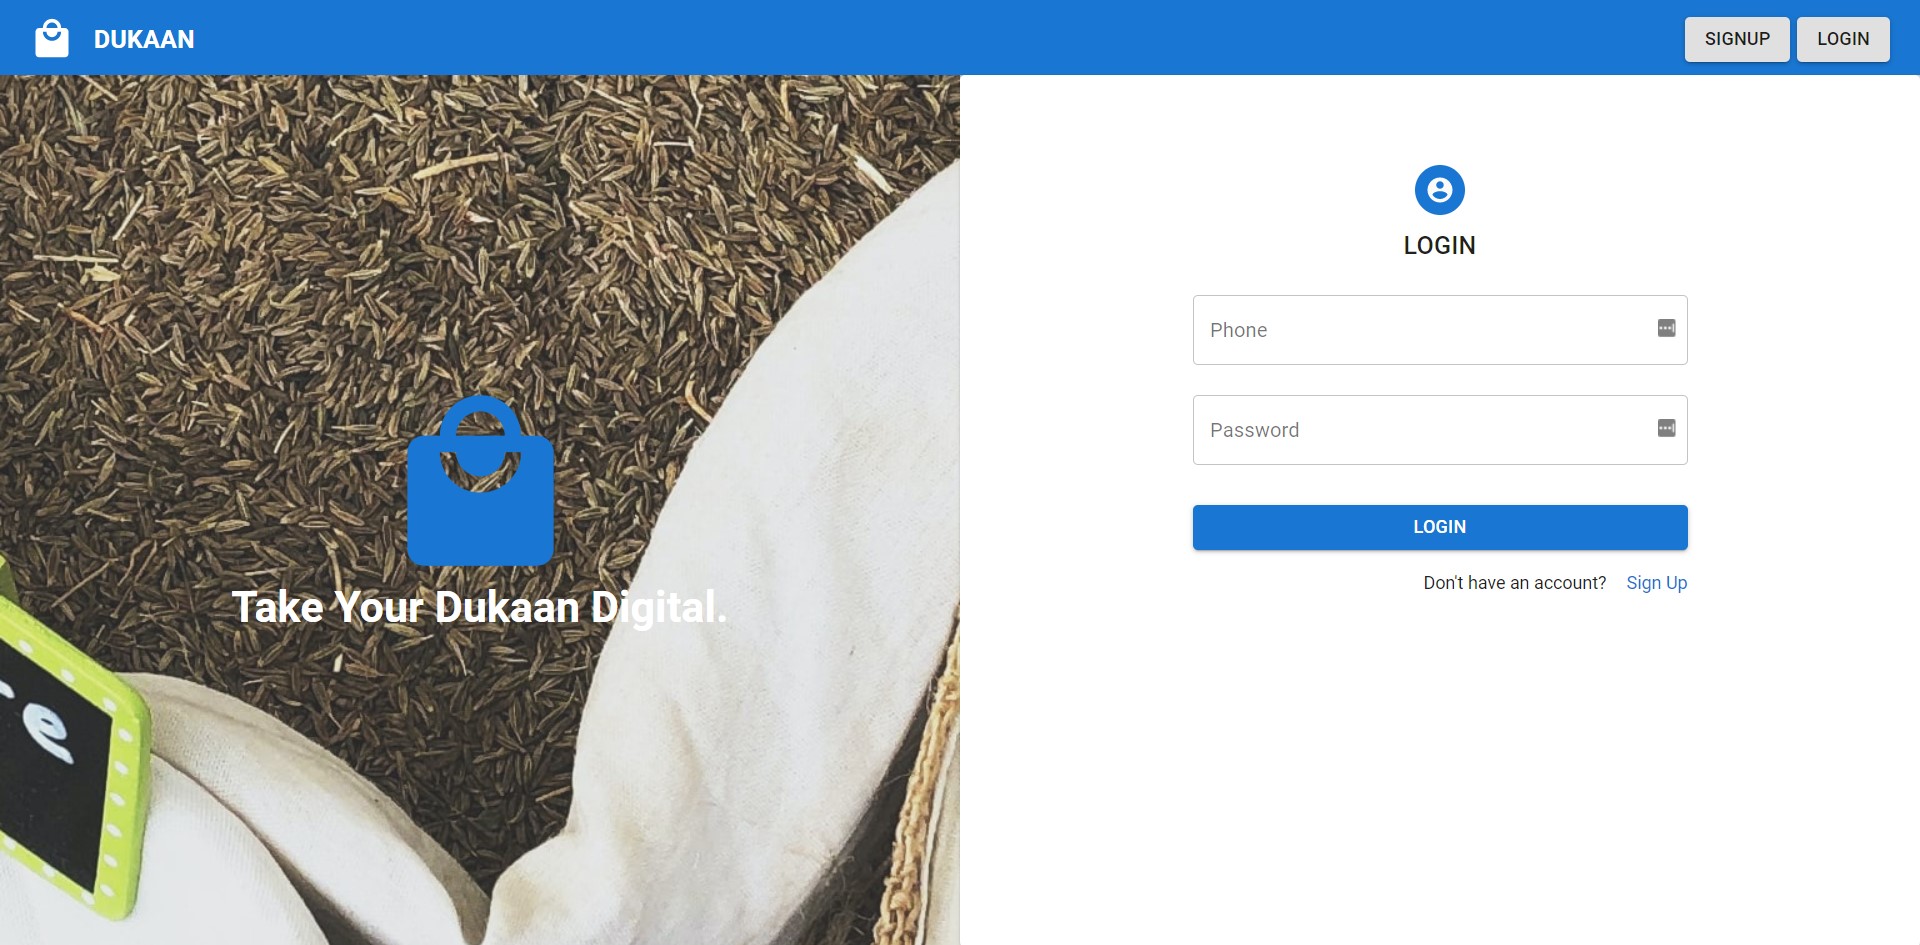 DUKAAN
SIGNUP
LOGIN
Take Your Dukaan Digital.
LOGIN
Phone
Password
LOGIN
Don't have an account? Sign Up